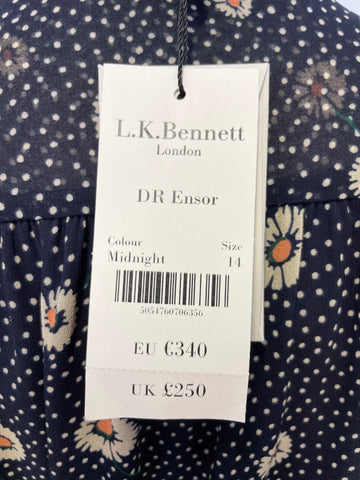 L.K.Bennett
London
DR Ensor
Colour Size
Midnight 14
5054760706356
EU €340
UK £250